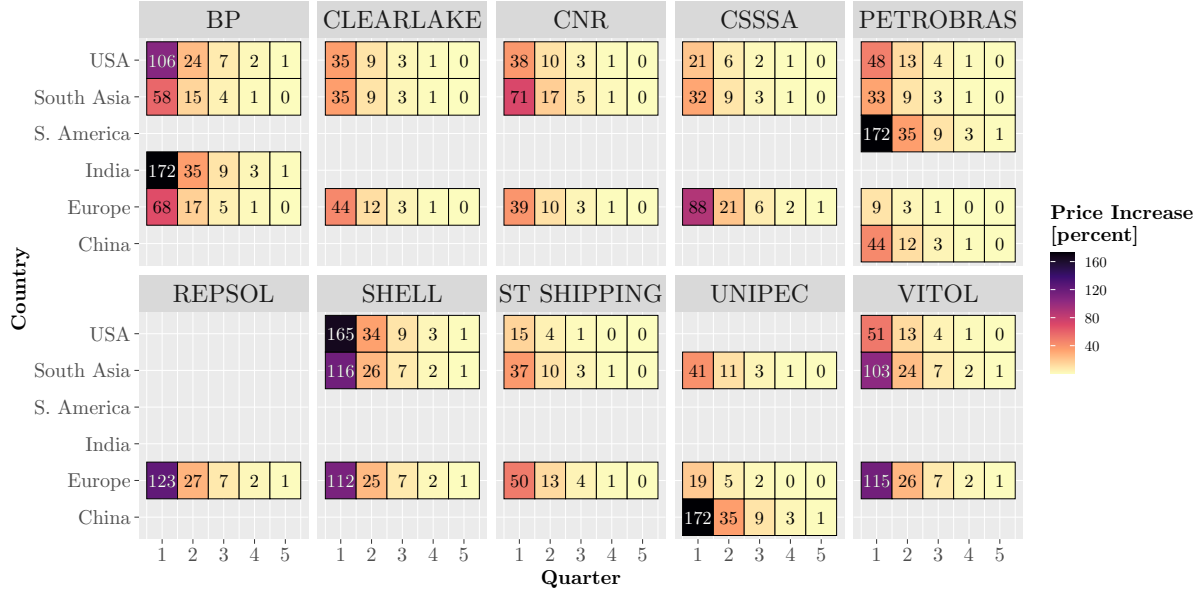 BP CLEARLAKE CNR CSSSA PETROBRAS
USA 106 24 7 2 1 35 9 3 1 0 38 10 3 1 0 21 6 2 1 0 48 13 4 1 0
South Asia 58 15 4 1 0 35 9 3 1 0 71 17 5 1 0 32 9 3 1 0 33 9 3 1 0
S. America 172 35 9 3 1
India 172 35 9 3 1
Europe 68 17 5 1 0 44 12 3 1 0 39 10 3 1 0 88 21 6 2 1 9 3 1 0 0
China 44 12 3 1 0
REPSOL SHELL ST SHIPPING UNIPEC VITOL
USA 165 34 9 3 1 15 4 1 0 0 51 13 4 1 0
South Asia 116 26 7 2 1 37 10 3 1 0 41 11 3 1 0 103 24 7 2 1
S. America
India
Europe 123 27 7 2 1 112 25 7 2 1 50 13 4 1 0 19 5 2 0 0 115 26 7 2 1
China 172 35 9 3 1
1 2 3 4 5 1 2 3 4 5 1 2 3 4 5 1 2 3 4 5 1 2 3 4 5
Quarter
Country
Price Increase
[percent]
160
120
80
40